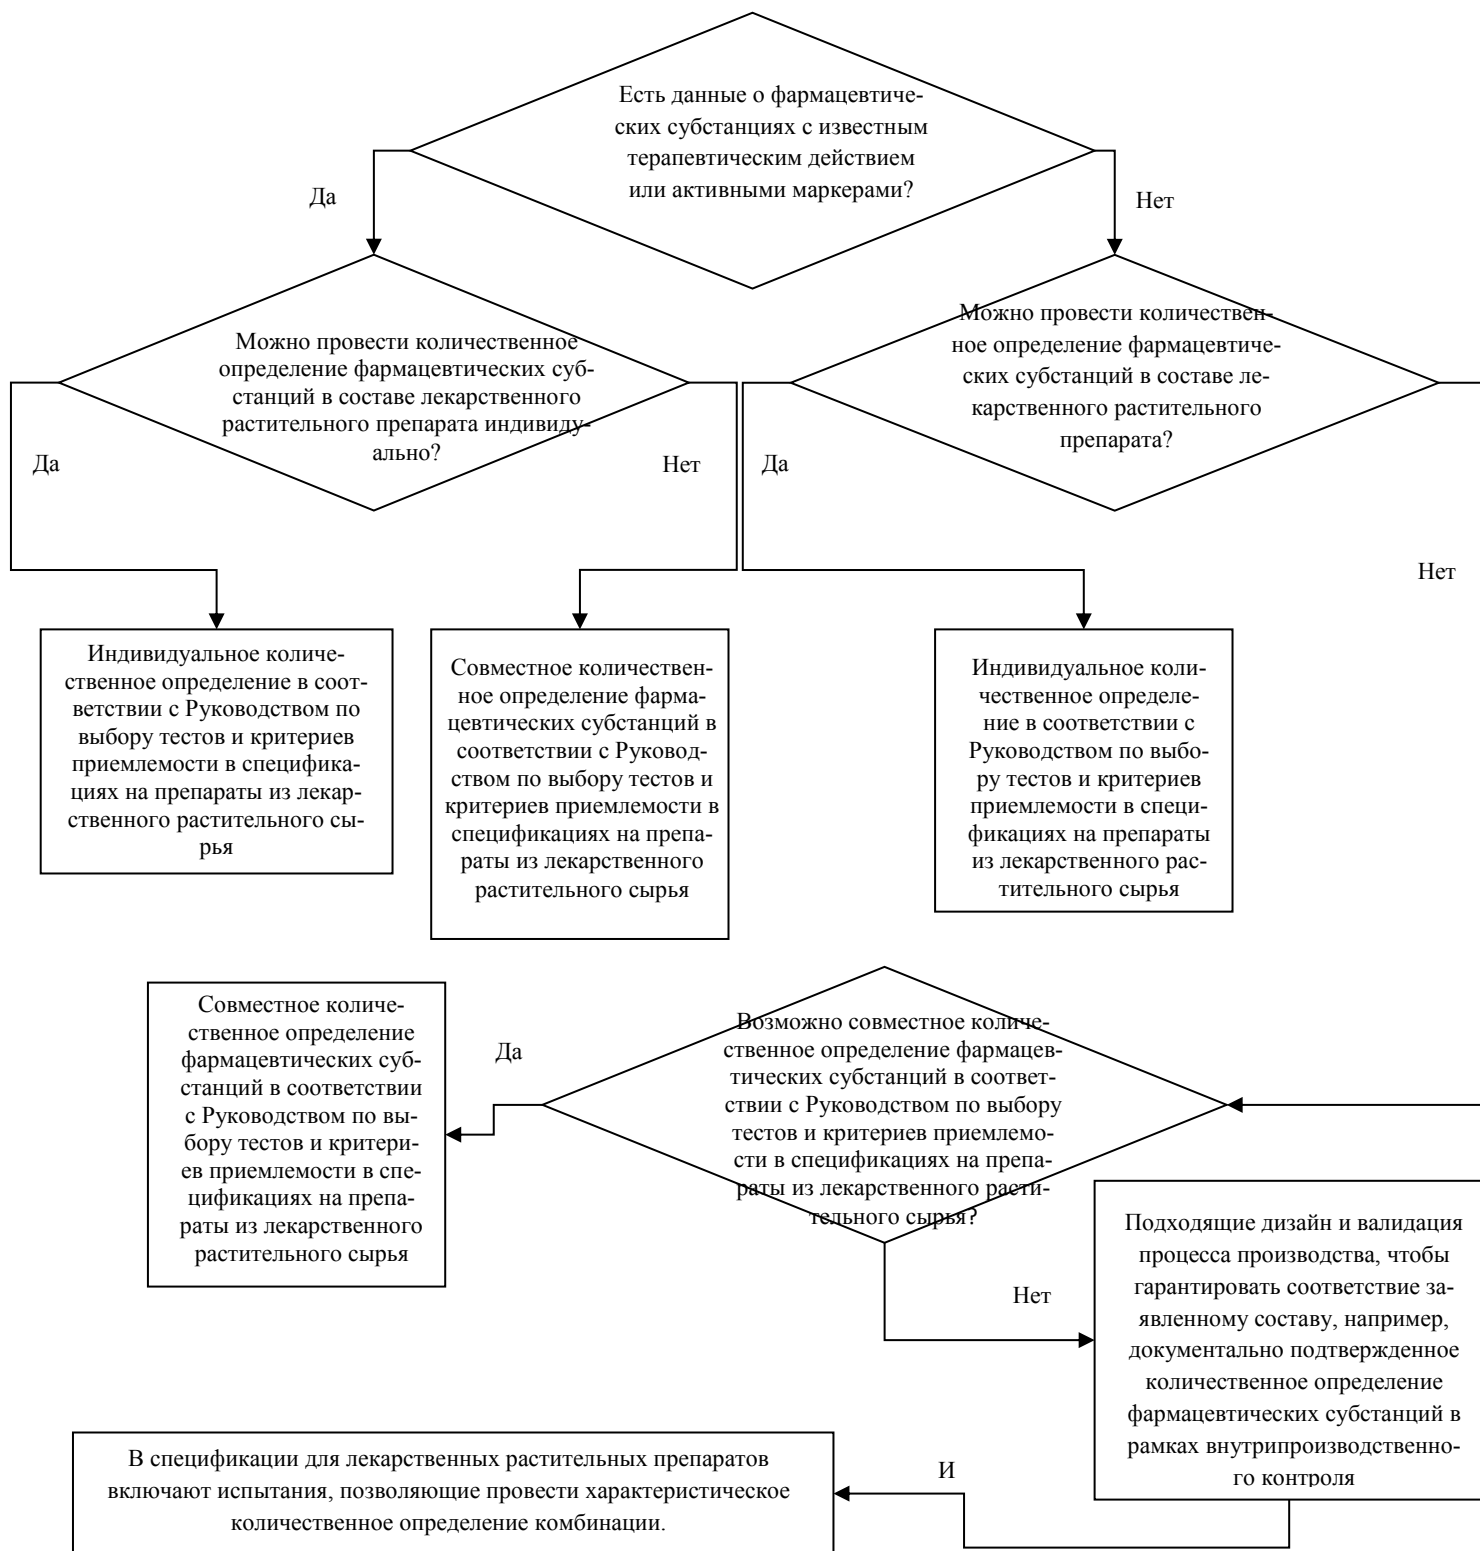 Есть данные о фармацевтиче-
ских субстанциях с известным
терапевтическим действием
или активными маркерами?
Да
Нет
Можно провести количественное
определение фармацевтических суб-
станций в составе лекарственного
растительного препарата индивиду-
ально?
Можно провести количествен-
ное определение фармацевтиче-
ских субстанций в составе ле-
карственного растительного
препарата?
Да
Нет
Да
Нет
Индивидуальное количе-
ственное определение в соот-
ветствии с Руководством по
выбору тестов и критериев
приемлемости в специфика-
циях на препараты из лекар-
ственного растительного сы-
рья
Совместное количествен-
ное определение фарма-
цевтических субстанций в
соответствии с Руковод-
ством по выбору тестов и
критериев приемлемости в
спецификациях на препа-
раты из лекарственного
растительного сырья
Индивидуальное коли-
чественное определе-
ние в соответствии с
Руководством по выбо-
ру тестов и критериев
приемлемости в специ-
фикациях на препараты
из лекарственного рас-
тительного сырья
Совместное количе-
ственное определение
фармацевтических суб-
станций в соответствии
с Руководством по вы-
бору тестов и критери-
ев приемлемости в спе-
цификациях на препа-
раты из лекарственного
растительного сырья
Да
Возможно совместное количе-
ственное определение фармацев-
тических субстанций в соответ-
ствии с Руководством по выбору
тестов и критериев приемлемо-
сти в спецификациях на препа-
раты из лекарственного расти-
тельного сырья?
Нет
Подходящие дизайн и валидация
процесса производства, чтобы
гарантировать соответствие за-
явленному составу, например,
документально подтвержденное
количественное определение
фармацевтических субстанций в
рамках внутрипроизводственно-
го контроля
И
В спецификации для лекарственных растительных препаратов
включают испытания, позволяющие провести характеристическое
количественное определение комбинации.